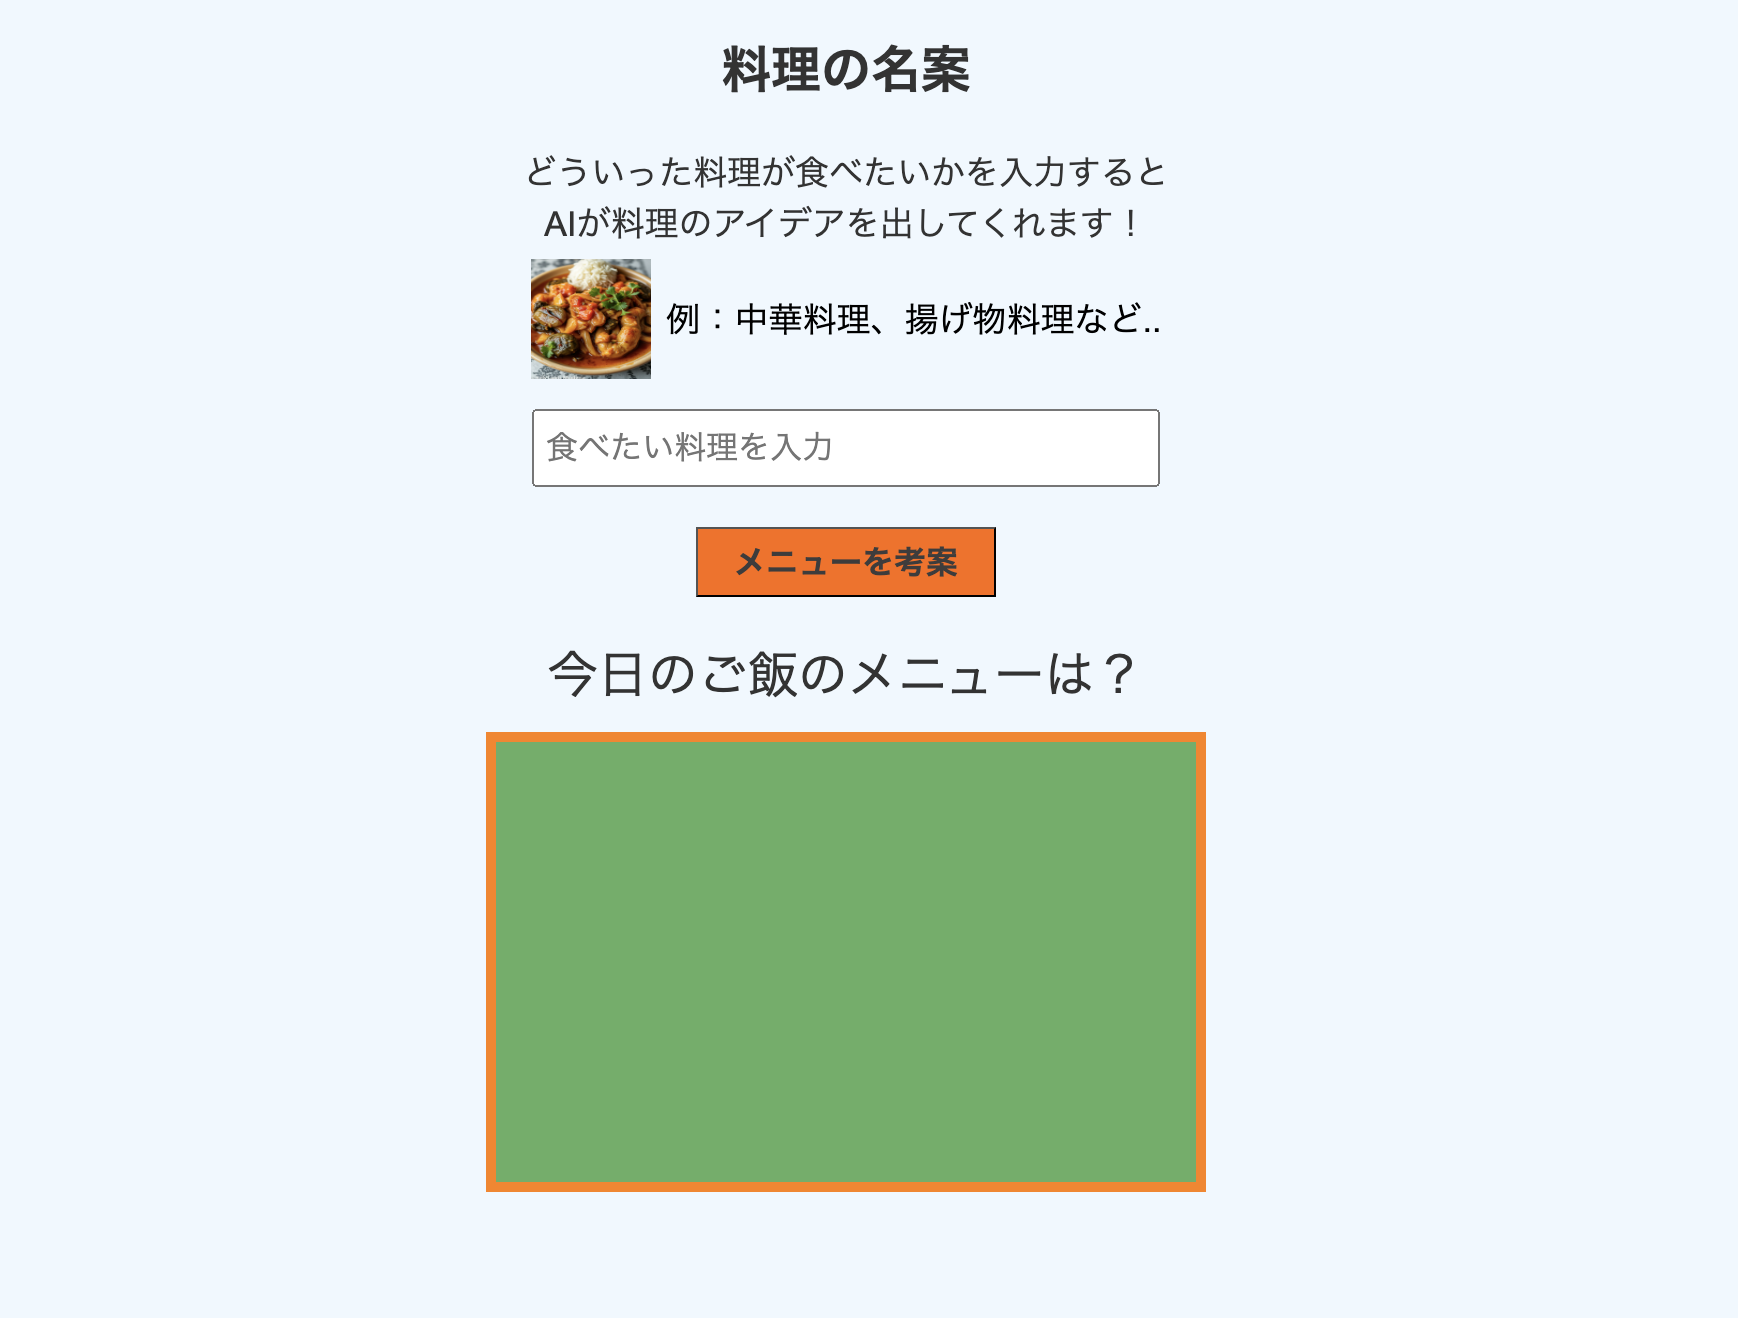 料理の名案
どういった料理が食べたいかを入力すると
AIが料理のアイデアを出してくれます！
例：中華料理、揚げ物料理など..
食べたい料理を入力
メニューを考案
今日のご飯のメニューは？